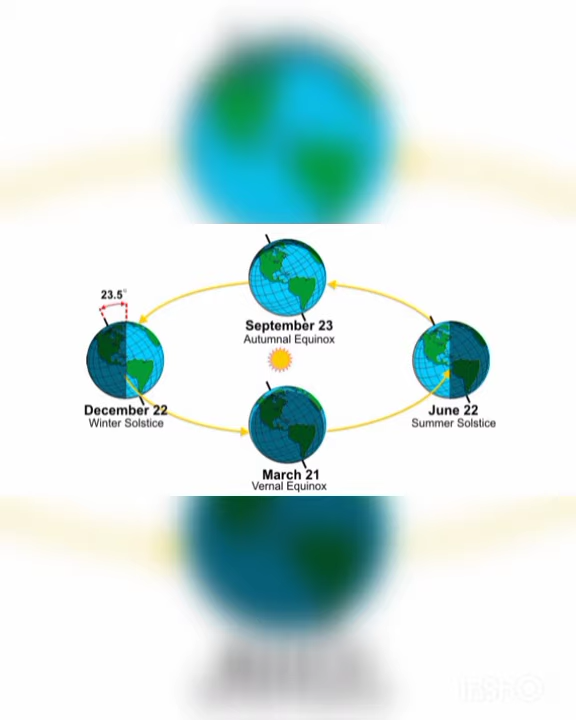 23.5°
September 23
Autumnal Equinox
December 22
Winter Solstice
June 22
Summer Solstice
March 21
Vernal Equinox